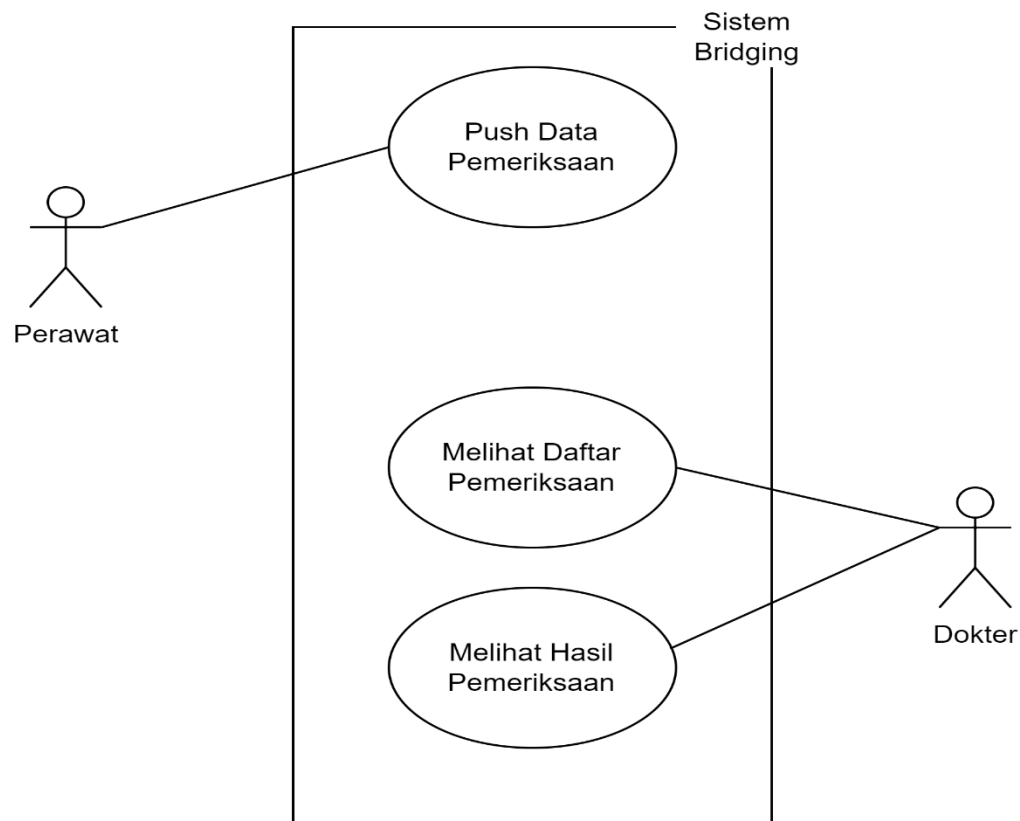 Sistem
Bridging
Push Data
Pemeriksaan
Perawat
Melihat Daftar
Pemeriksaan
Dokter
Melihat Hasil
Pemeriksaan